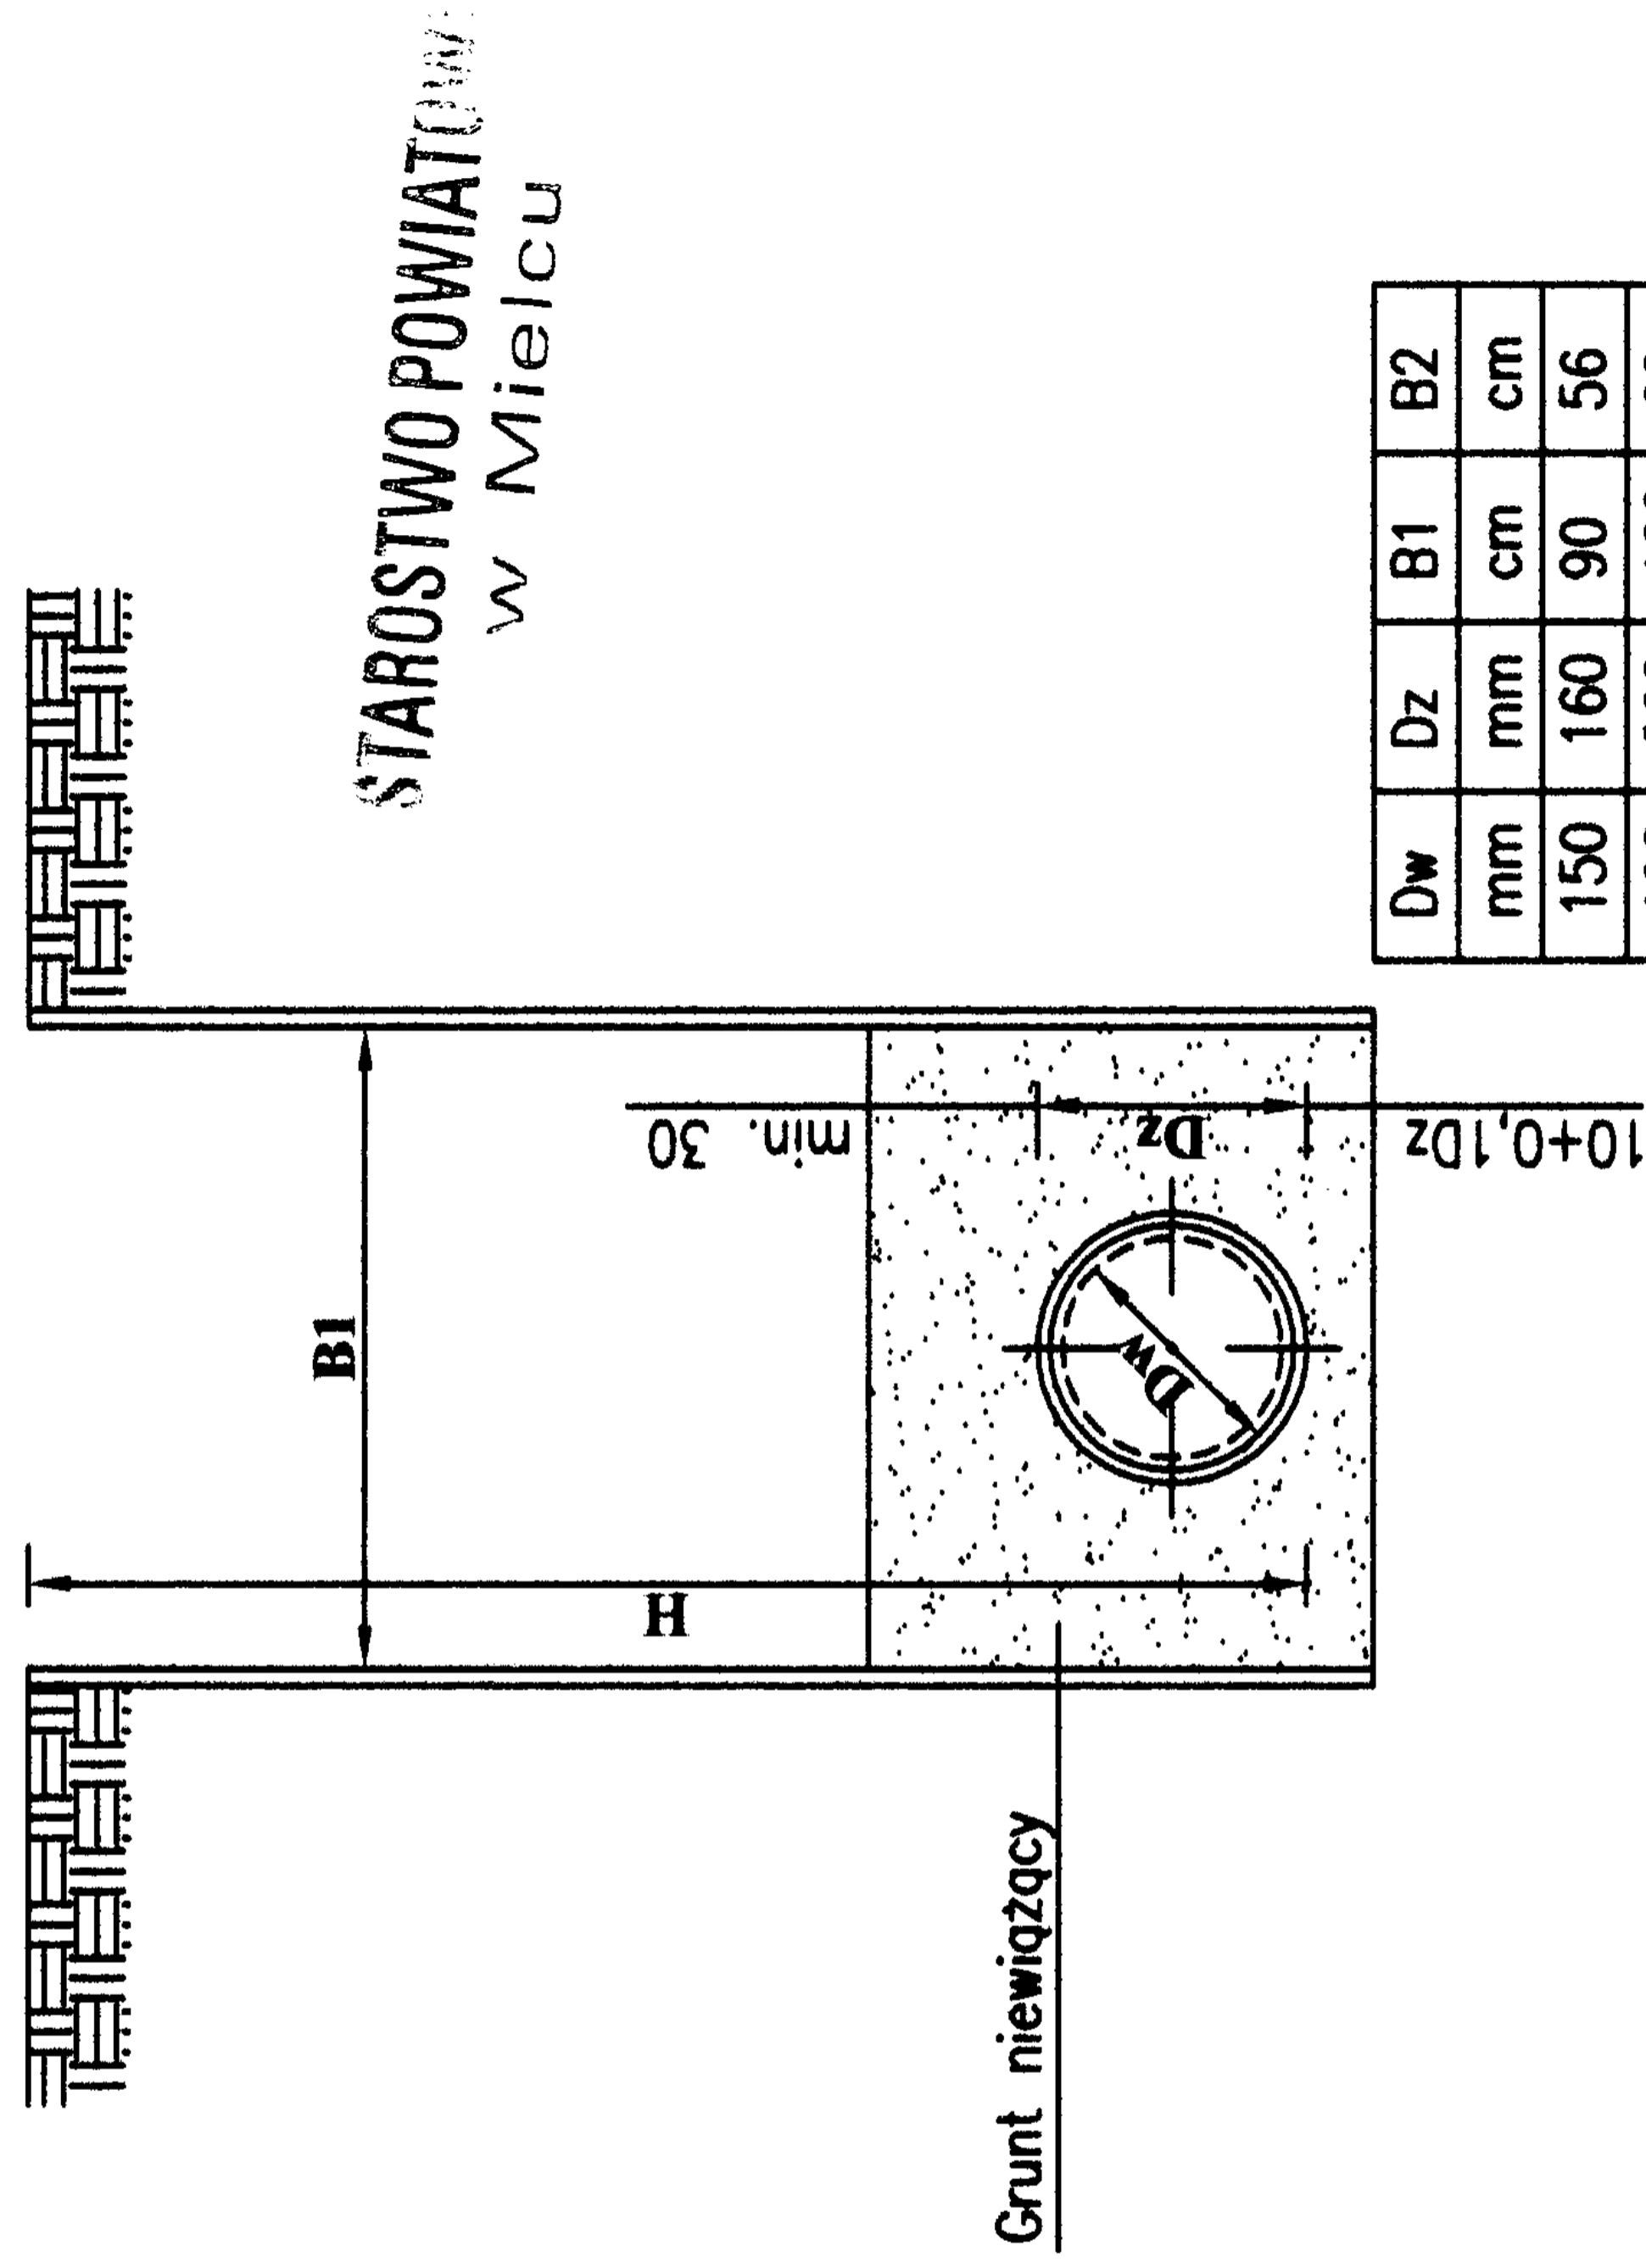 STAROSTWO POWIATOW
w Mielcu
B1
H
min. 30
Dz
Dw
10+0,1Dz
Grunt niewiążący
Dw Dz B1 B2
mm mm cm cm
150 160 90 56